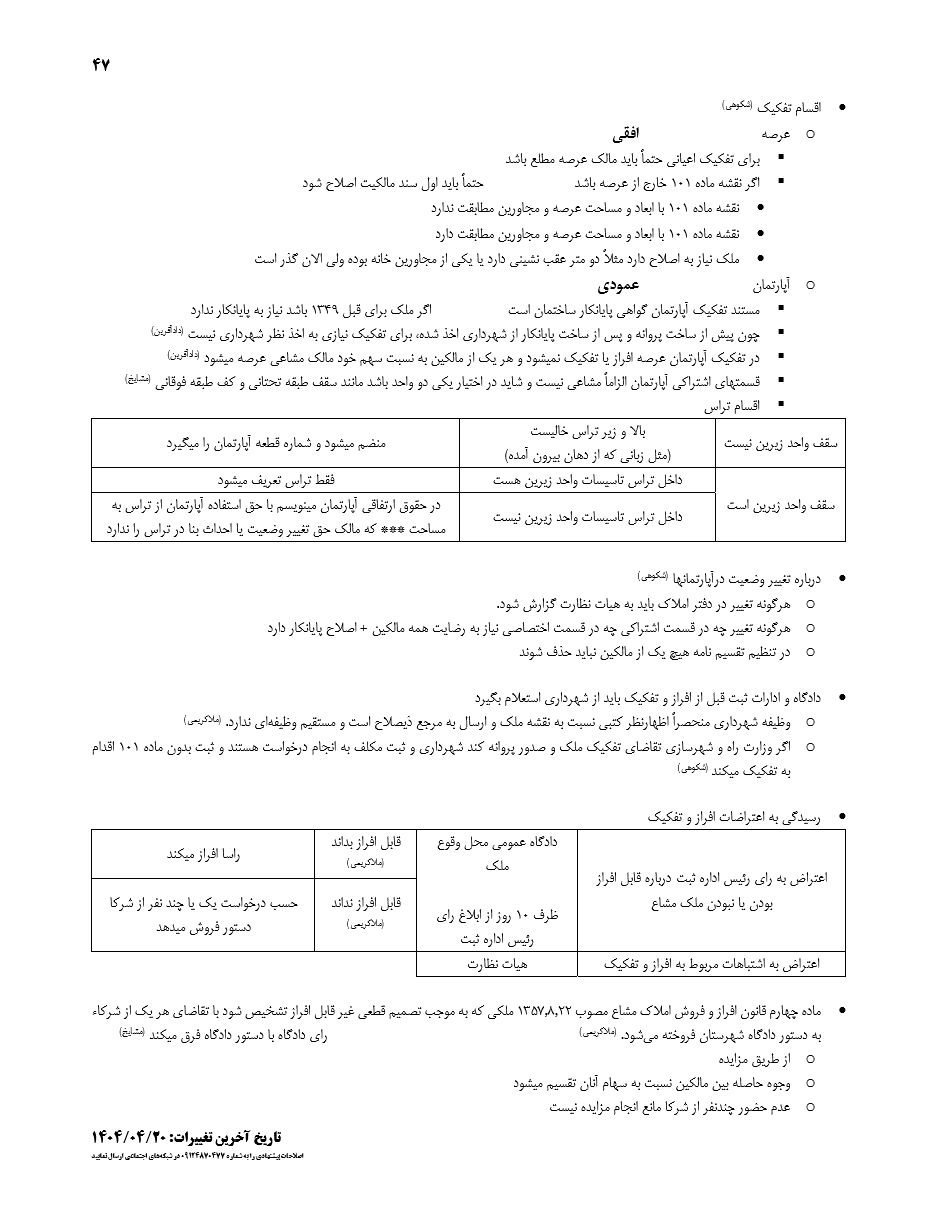 ۴۷
• اقسام تفکیک (شکوهی)
o عرصه افقی
▪ برای تفکیک اعیانی حتماً باید مالک عرصه مطلع باشد
▪ اگر نقشه ماده ۱۰۱ خارج از عرصه باشد حتماً باید اول سند مالکیت اصلاح شود
• نقشه ماده ۱۰۱ با ابعاد و مساحت عرصه و مجاورین مطابقت ندارد
• نقشه ماده ۱۰۱ با ابعاد و مساحت عرصه و مجاورین مطابقت دارد
• ملک نیاز به اصلاح دارد مثلاً دو متر عقب نشینی دارد یا یکی از مجاورین خانه بوده ولی الان گذر است
o آپارتمان عمودی
▪ مستند تفکیک آپارتمان گواهی پایانکار ساختمان است اگر ملک برای قبل ۱۳۴۹ باشد نیاز به پایانکار ندارد
▪ چون پیش از ساخت پروانه و پس از ساخت پایانکار از شهرداری اخذ شده، برای تفکیک نیازی به اخذ نظر شهرداری نیست (دادآفرین)
▪ در تفکیک آپارتمان عرصه افراز یا تفکیک نمیشود و هر یک از مالکین به نسبت سهم خود مالک مشاعی عرصه میشود (دادآفرین)
▪ قسمتهای اشتراکی آپارتمان الزاماً مشاعی نیست و شاید در اختیار یکی دو واحد باشد مانند سقف طبقه تحتانی و کف طبقه فوقانی (مشایخ)
▪ اقسام تراس
سقف واحد زیرین نیست
بالا و زیر تراس خالیست
(مثل زبانی که از دهان بیرون آمده)
منضم میشود و شماره قطعه آپارتمان را میگیرد
سقف واحد زیرین است
داخل تراس تاسیسات واحد زیرین هست
فقط تراس تعریف میشود
داخل تراس تاسیسات واحد زیرین نیست
در حقوق ارتفاقی آپارتمان مینویسم با حق استفاده آپارتمان از تراس به
مساحت *** که مالک حق تغییر وضعیت یا احداث بنا در تراس را ندارد
• درباره تغییر وضعیت درآپارتمانها (شکوهی)
o هرگونه تغییر در دفتر املاک باید به هیات نظارت گزارش شود.
o هرگونه تغییر چه در قسمت اشتراکی چه در قسمت اختصاصی نیاز به رضایت همه مالکین + اصلاح پایانکار دارد
o در تنظیم تقسیم نامه هیچ یک از مالکین نباید حذف شوند
• دادگاه و ادارات ثبت قبل از افراز و تفکیک باید از شهرداری استعلام بگیرد
o وظیفه شهرداری منحصراً اظهارنظر کتبی نسبت به نقشه ملک و ارسال به مرجع ذیصلاح است و مستقیم وظیفه‌ای ندارد. (ملاکریمی)
o اگر وزارت راه و شهرسازی تقاضای تفکیک ملک و صدور پروانه کند شهرداری و ثبت مکلف به انجام درخواست هستند و ثبت بدون ماده ۱۰۱ اقدام
به تفکیک میکند (شکوهی)
• رسیدگی به اعتراضات افراز و تفکیک
اعتراض به رای رئیس اداره ثبت درباره قابل افراز
بودن یا نبودن ملک مشاع
دادگاه عمومی محل وقوع
ملک
ظرف ۱۰ روز از ابلاغ رای
رئیس اداره ثبت
قابل افراز بداند
(ملاکریمی)
راسا افراز میکند
قابل افراز نداند
(ملاکریمی)
حسب درخواست یک یا چند نفر از شرکا
دستور فروش میدهد
اعتراض به اشتباهات مربوط به افراز و تفکیک
هیات نظارت
• ماده چهارم قانون افراز و فروش املاک مشاع مصوب ۱۳۵۷,۸,۲۲ ملکی که به موجب تصمیم قطعی غیر قابل افراز تشخیص شود با تقاضای هر یک از شرکاء
به دستور دادگاه شهرستان فروخته می‌شود. (ملاکریمی) رای دادگاه با دستور دادگاه فرق میکند (مشایخ)
o از طریق مزایده
o وجوه حاصله بین مالکین نسبت به سهام آنان تقسیم میشود
o عدم حضور چندنفر از شرکا مانع انجام مزایده نیست
تاریخ آخرین تغییرات: ۱۴۰۴/۰۴/۲۰
اصلاحات پیشنهادی را به شماره ۰۹۱۲۴۸۷۰۴۷۷ در شبکه‌های اجتماعی ارسال نمایید